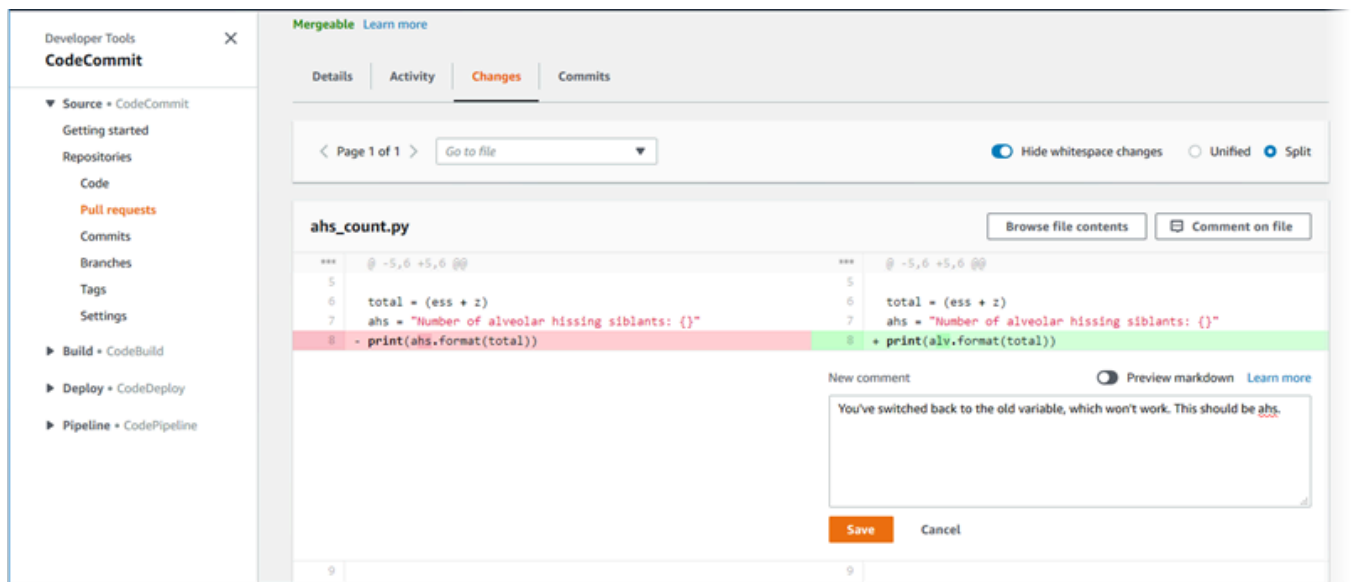 Developer Tools
CodeCommit
Source • CodeCommit
Getting started
Repositories
Code
Pull requests
Commits
Branches
Tags
Settings
Build • CodeBuild
Deploy • CodeDeploy
Pipeline • CodePipeline
Mergeable Learn more
Details Activity Changes Commits
Page 1 of 1 Go to file Hide whitespace changes Unified Split
ahs_count.py Browse file contents Comment on file
*** @ -5,6 +5,6 @@ *** @ -5,6 +5,6 @@
5 5
6 total = (ess + z) 6 total = (ess + z)
7 ahs = "Number of alveolar hissing siblants: {}" 7 ahs = "Number of alveolar hissing siblants: {}"
8 - print(ahs.format(total)) 8 + print(alv.format(total))
New comment Preview markdown Learn more
You've switched back to the old variable, which won't work. This should be ahs.
Save Cancel
9 9